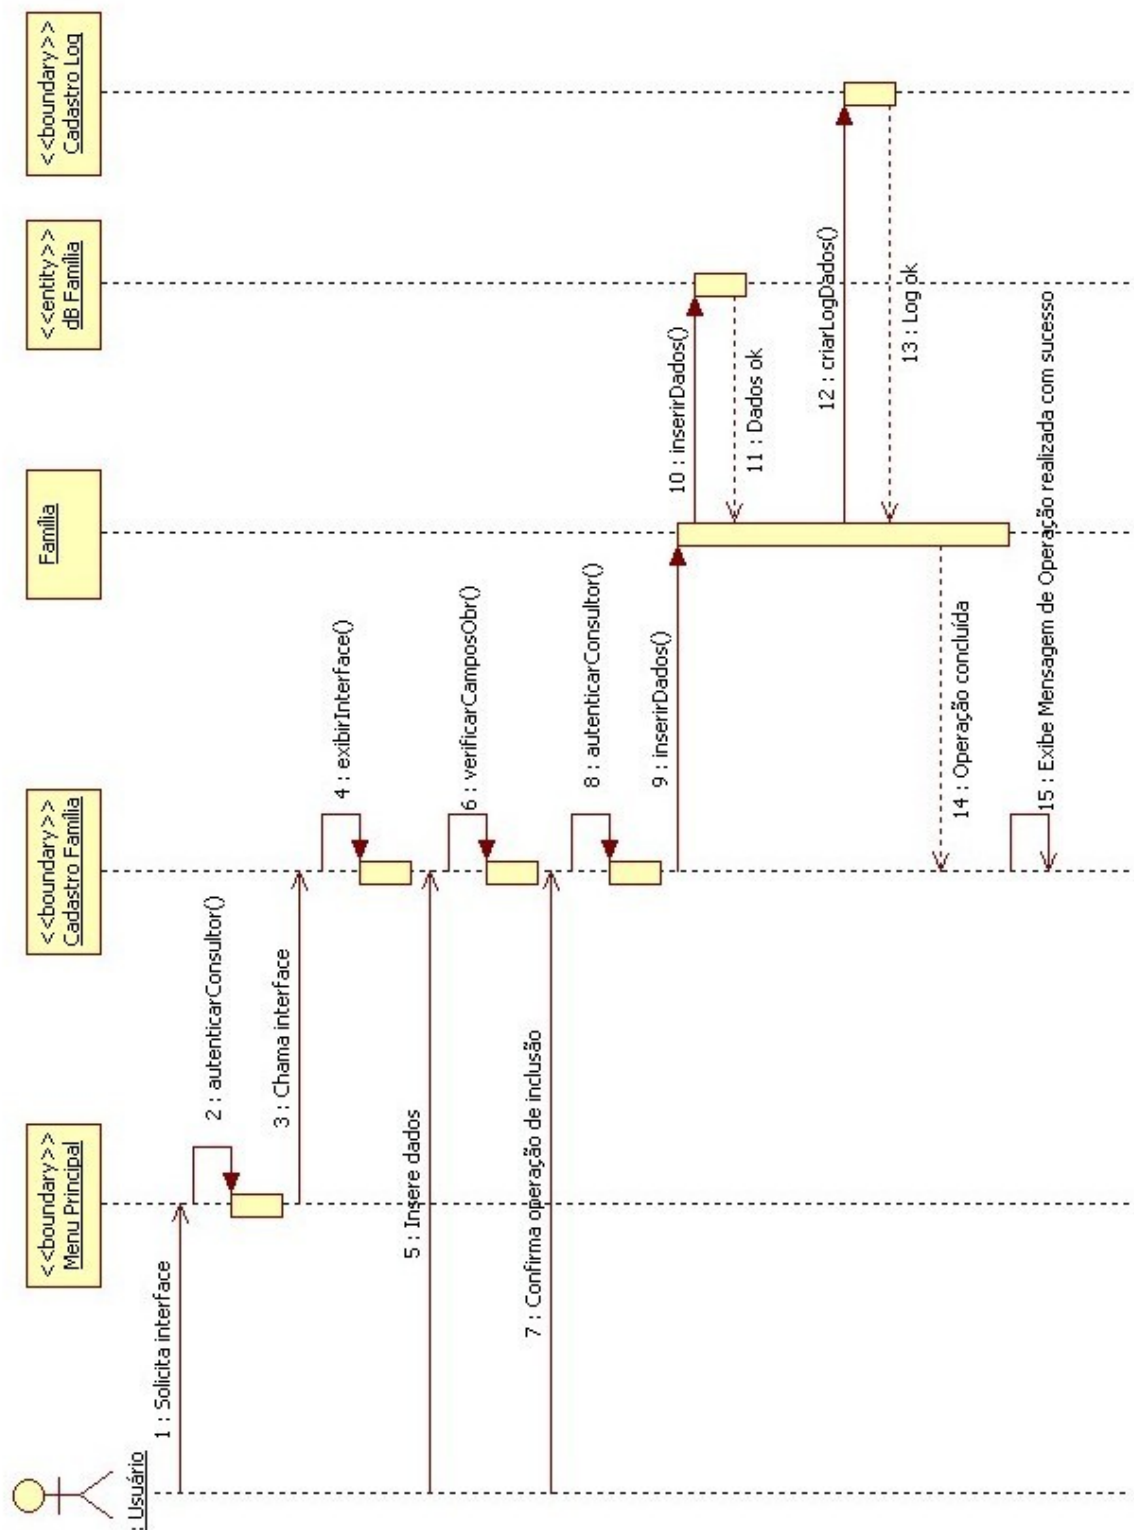 : Usuário
<<boundary>>
Menu Principal
<<boundary>>
Cadastro Família
Família
<<entity>>
dB Família
<<boundary>>
Cadastro Log
1 : Solicita interface
2 : autenticarConsultor()
3 : Chama interface
4 : exibirInterface()
5 : Insere dados
6 : verificarCamposObr()
7 : Confirma operação de inclusão
8 : autenticarConsultor()
9 : inserirDados()
10 : inserirDados()
11 : Dados ok
12 : criarLogDados()
13 : Log ok
14 : Operação concluída
15 : Exibe Mensagem de Operação realizada com sucesso